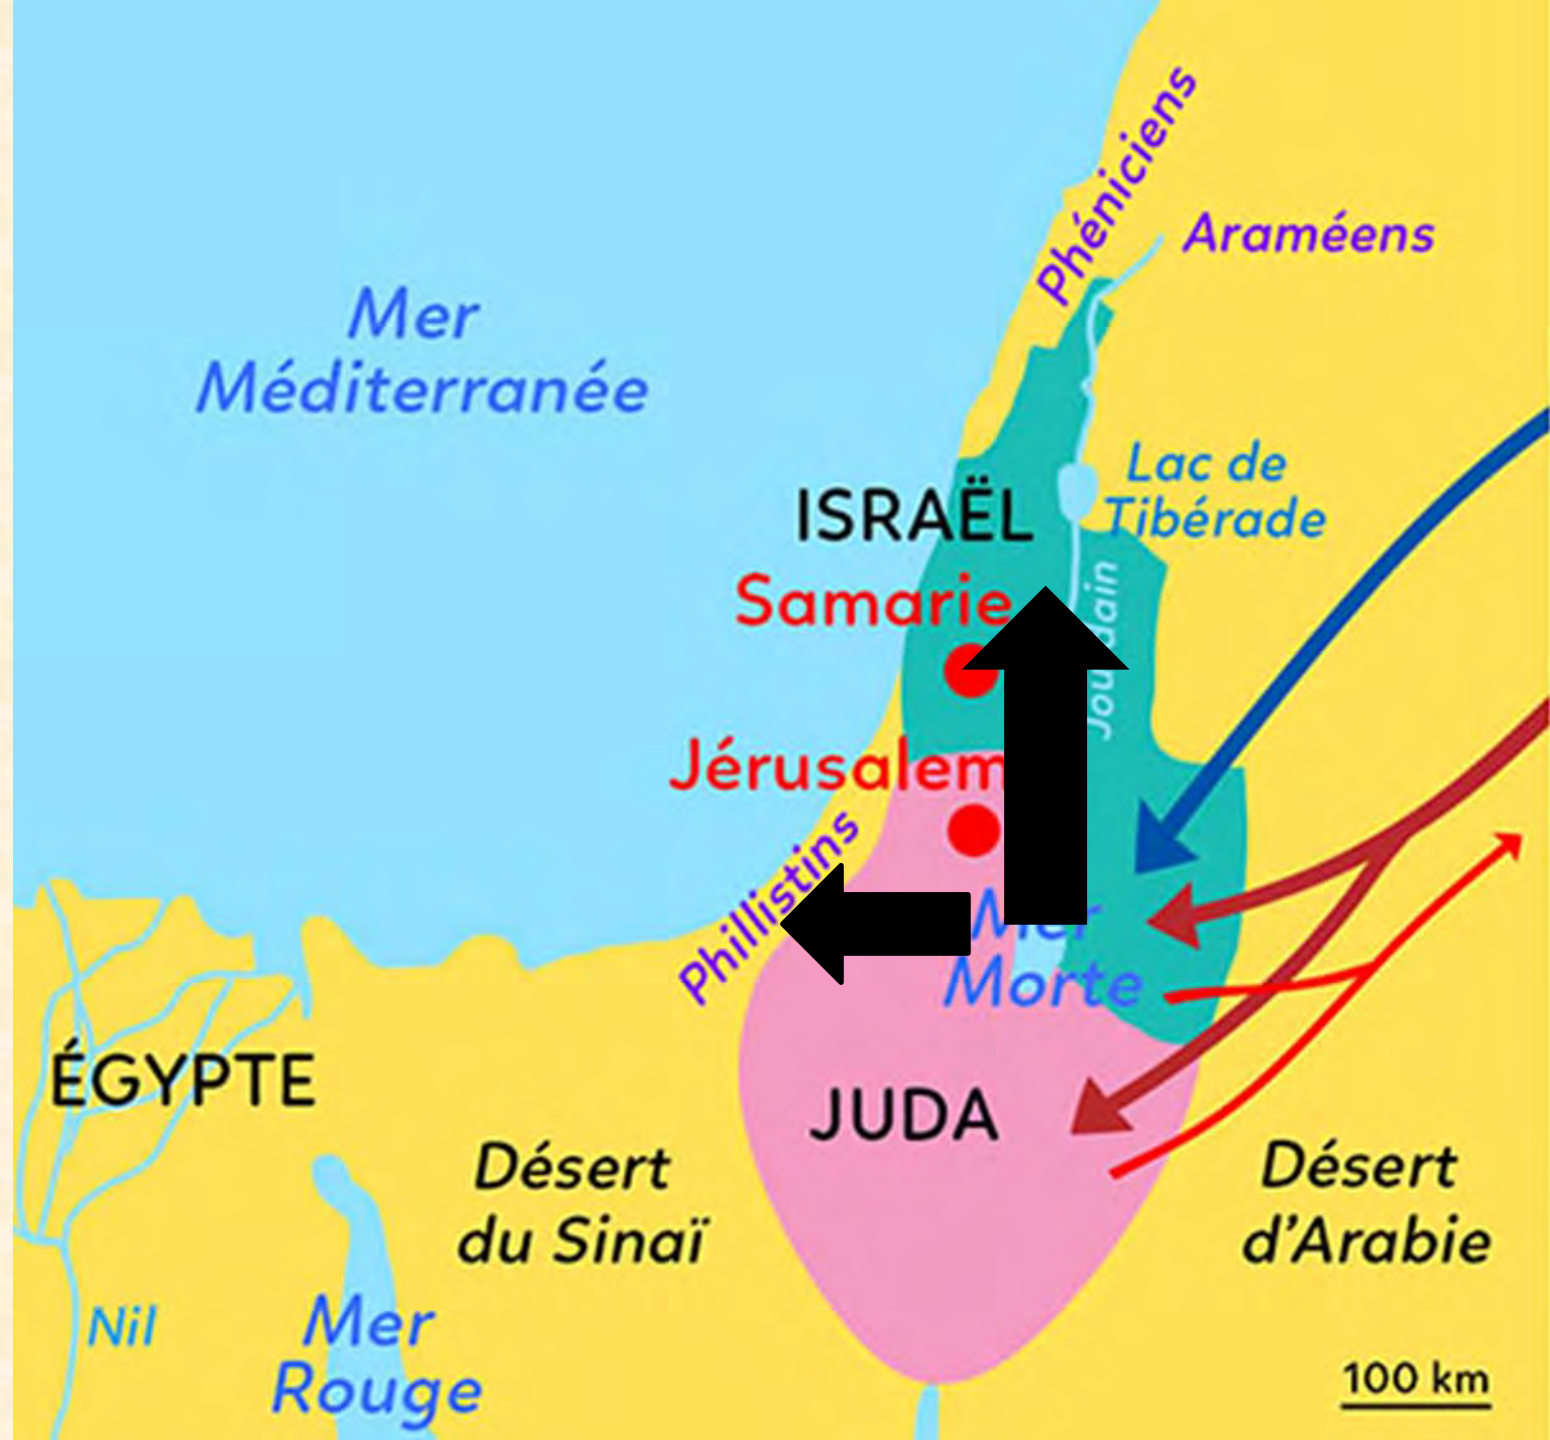 Phéniciens
Araméens
Mer
Méditerranée
Lac de
Tibérade
ISRAËL
Samarie
Jourdain
Jérusalem
Phillistins
Mer
Morte
ÉGYPTE
JUDA
Désert
du Sinaï
Désert
d'Arabie
Nil
Mer
Rouge
100 km